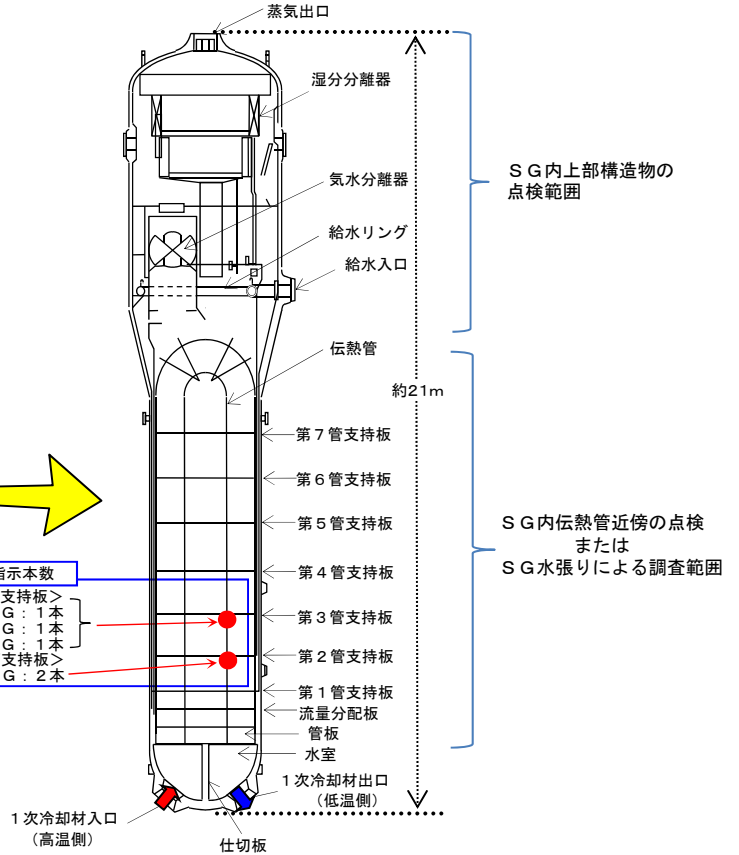 蒸気出口
湿分分離器
気水分離器
給水リング
給水入口
伝熱管
約21m
第7管支持板
第6管支持板
第5管支持板
第4管支持板
第3管支持板
第2管支持板
第1管支持板
流量分配板
管板
水室
1次冷却材出口
(低温側)
1次冷却材入口
(高温側)
仕切板
SG内上部構造物の
点検範囲
SG内伝熱管近傍の点検
または
SG水張りによる調査範囲
指示本数
支持板>
G:1本
G:1本
G:1本
支持板>
G:2本